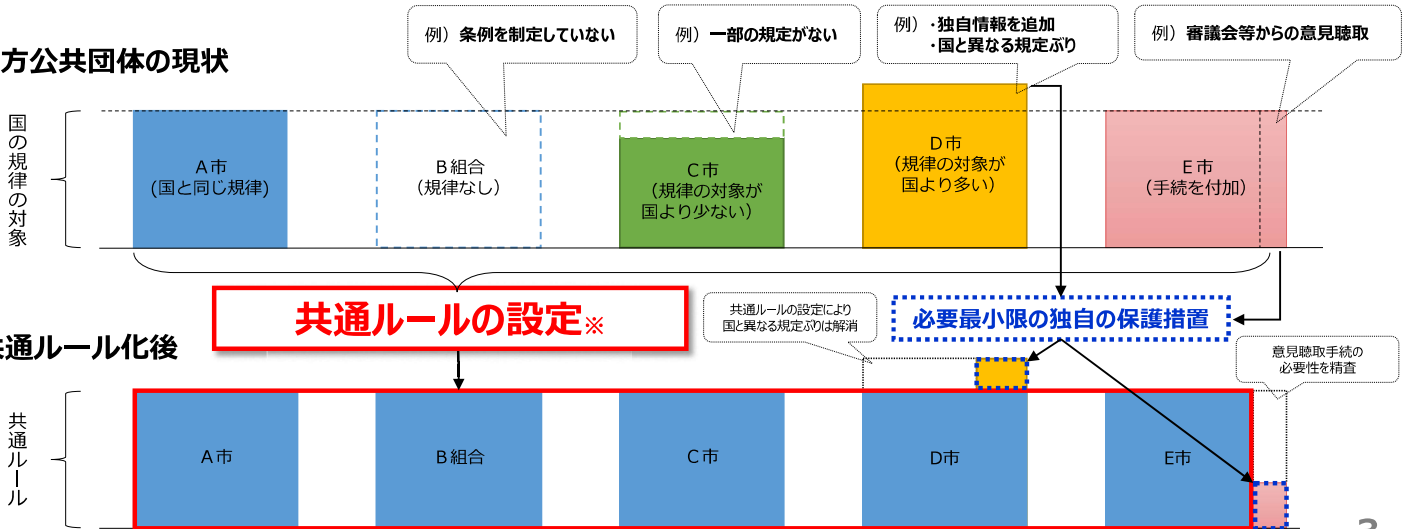 例）条例を制定していない
例）一部の規定がない
例）・独自情報を追加
・国と異なる規定ぶり
例）審議会等からの意見聴取
方公共団体の現状
国の規律の対象
A市
(国と同じ規律)
B組合
（規律なし）
C市
（規律の対象が
国より少ない）
D市
（規律の対象が
国より多い）
E市
（手続を付加）
共通ルールの設定※
共通ルールの設定により
国と異なる規定ぶりは解消
必要最小限の独自の保護措置
通ルール化後
意見聴取手続の
必要性を精査
共通ルール
A市
B組合
C市
D市
E市